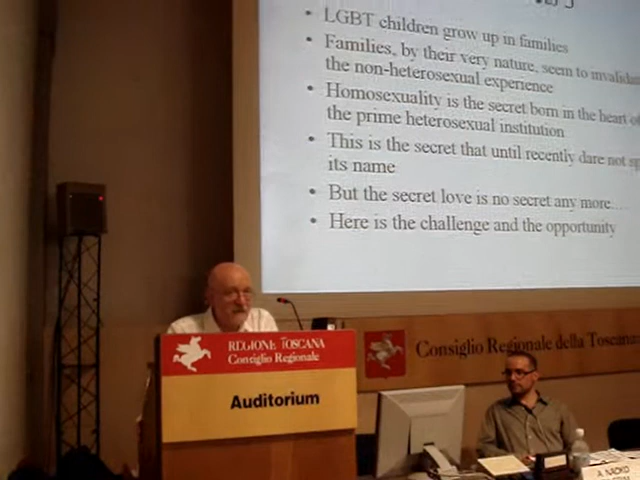 • LGBT children grow up in families
• Families, by their very nature, seem to invalidat
the non-heterosexual experience
• Homosexuality is the secret born in the heart of
the prime heterosexual institution
• This is the secret that until recently dare not sp
its name
• But the secret love is no secret any more....
• Here is the challenge and the opportunity
REGIONE TOSCANA
Consiglio Regionale
Auditorium
Consiglio Regionale della Toscana
A. NAOKO